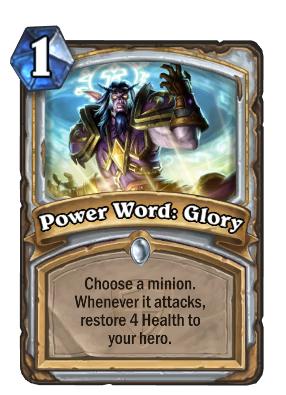 1
Power Word: Glory
Choose a minion.
Whenever it attacks,
restore 4 Health to
your hero.